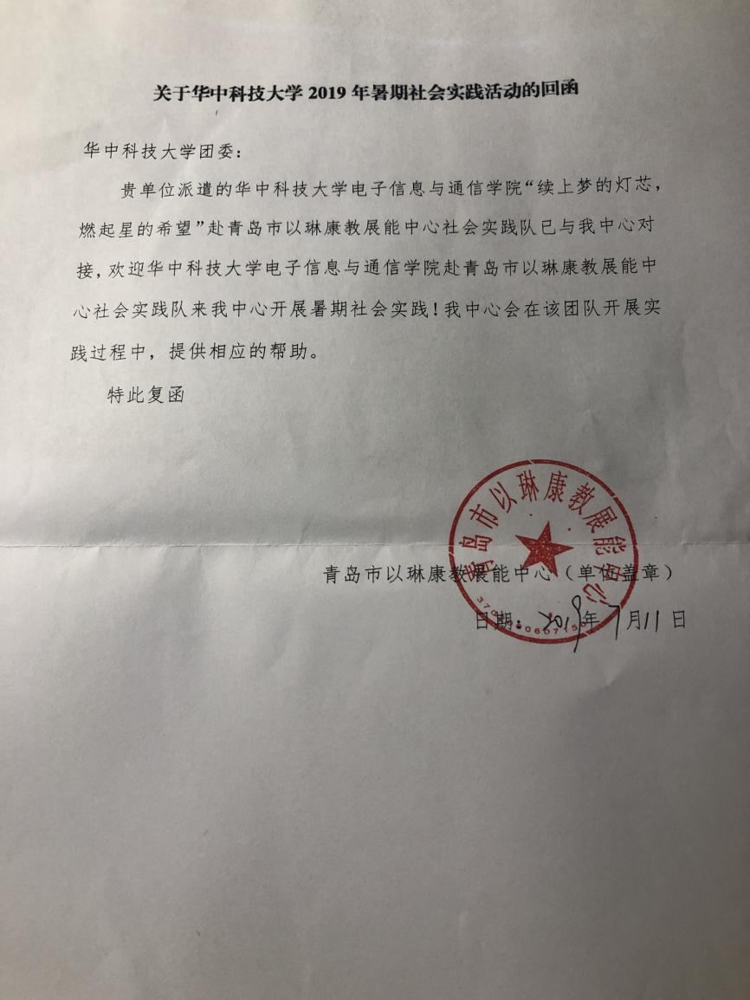 关于华中科技大学 2019 年暑期社会实践活动的回函
华中科技大学团委：
贵单位派遣的华中科技大学电子信息与通信学院“续上梦的灯芯，
燃起星的希望”赴青岛市以琳康教展能中心社会实践队已与我中心对
接，欢迎华中科技大学电子信息与通信学院赴青岛市以琳康教展能中
心社会实践队来我中心开展暑期社会实践！我中心会在该团队开展实
践过程中，提供相应的帮助。
特此复函
青岛市以琳康教展能中心
青岛市以琳康教展能中心（单位盖章）
日期：2019年7月11日